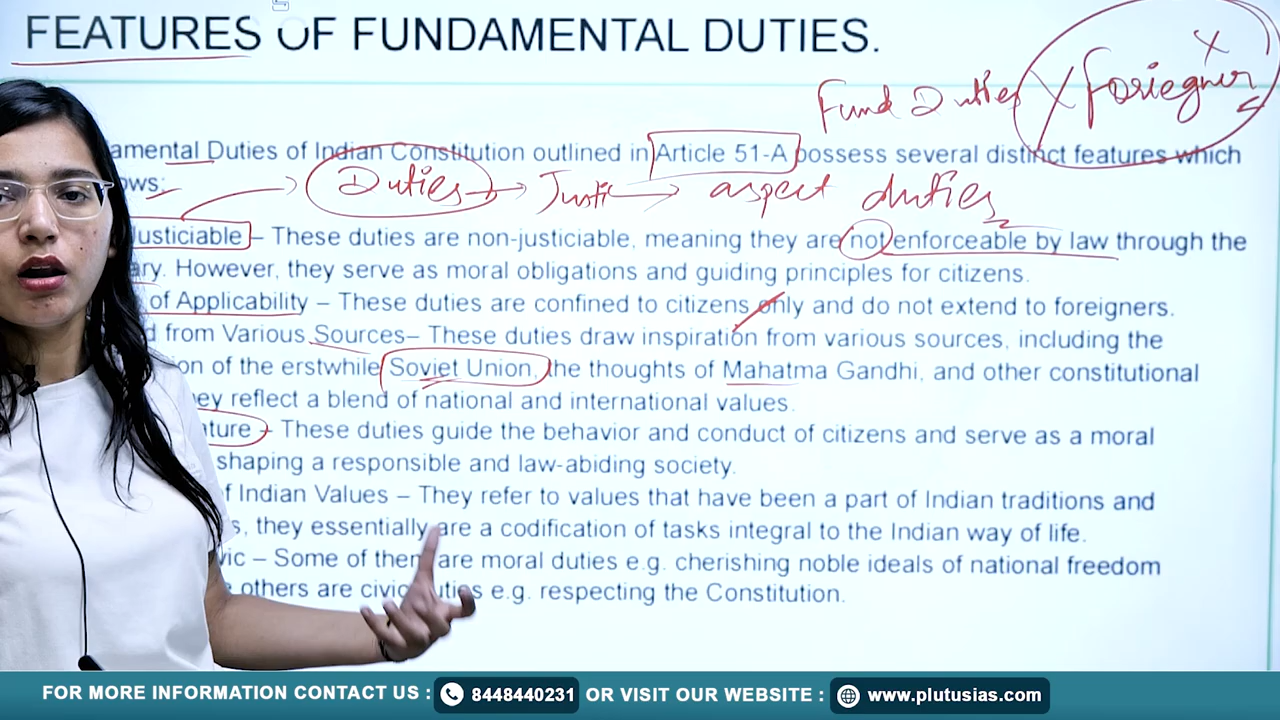 FEATURES OF FUNDAMENTAL DUTIES.
Fund Duties X foriegner X
amental Duties of Indian Constitution outlined in Article 51-A possess several distinct features which
ows:
Duties → Justi → aspect duties
Justiciable – These duties are non-justiciable, meaning they are not enforceable by law through the
ary. However, they serve as moral obligations and guiding principles for citizens.
of Applicability – These duties are confined to citizens only and do not extend to foreigners.
d from Various Sources– These duties draw inspiration from various sources, including the
on of the erstwhile Soviet Union, the thoughts of Mahatma Gandhi, and other constitutional
ey reflect a blend of national and international values.
ature – These duties guide the behavior and conduct of citizens and serve as a moral
shaping a responsible and law-abiding society.
f Indian Values – They refer to values that have been a part of Indian traditions and
s, they essentially are a codification of tasks integral to the Indian way of life.
vic – Some of them are moral duties e.g. cherishing noble ideals of national freedom
others are civic duties e.g. respecting the Constitution.
FOR MORE INFORMATION CONTACT US : 8448440231 OR VISIT OUR WEBSITE : www.plutusias.com